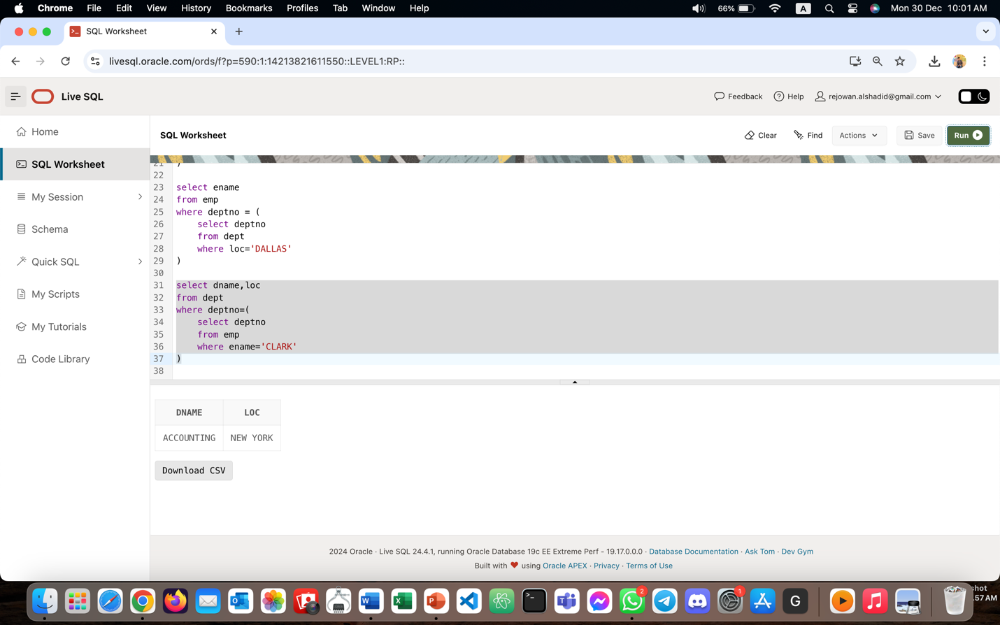 Chrome File Edit View History Bookmarks Profiles Tab Window Help 66% A Mon 30 Dec 10:01 AM
SQL Worksheet
livesql.oracle.com/ords/f?p=590:1:14213821611550::LEVEL1:RP::
Live SQL
Feedback Help rejowan.alshadid@gmail.com
Home
SQL Worksheet
My Session
Schema
Quick SQL
My Scripts
My Tutorials
Code Library
SQL Worksheet Clear Find Actions Save Run
21 )
22
23 select ename
24 from emp
25 where deptno = (
26     select deptno
27     from dept
28     where loc='DALLAS'
29 )
30
31 select dname,loc
32 from dept
33 where deptno=(
34     select deptno
35     from emp
36     where ename='CLARK'
37 )
38
DNAME LOC
ACCOUNTING NEW YORK
Download CSV
2024 Oracle · Live SQL 24.4.1, running Oracle Database 19c EE Extreme Perf - 19.17.0.0.0 · Database Documentation · Ask Tom · Dev Gym
Built with ❤ using Oracle APEX · Privacy · Terms of Use
2
1